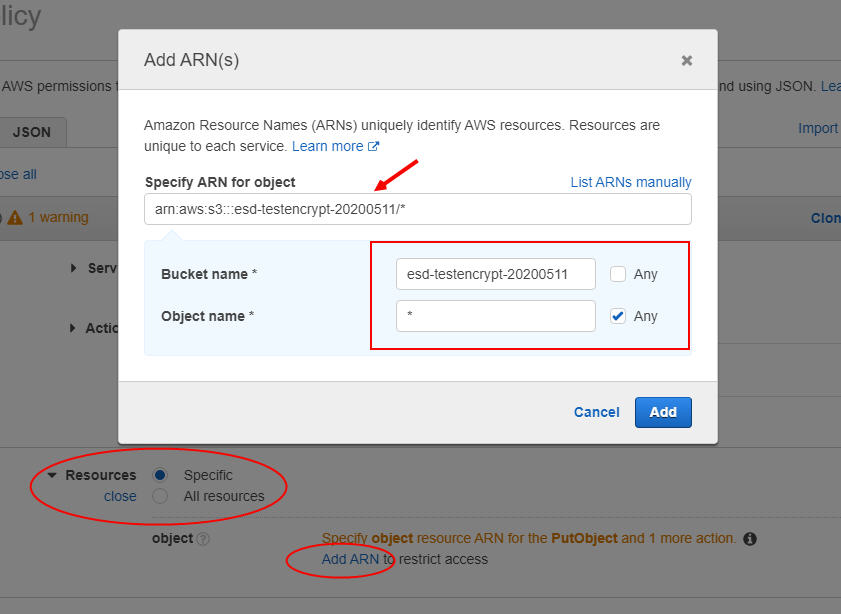 licy
Add ARN(s)
AWS permissions
nd using JSON. Lea
Amazon Resource Names (ARNs) uniquely identify AWS resources. Resources are
unique to each service. Learn more
JSON
Import
ose all
Specify ARN for object
List ARNs manually
arn:aws:s3:::esd-testencrypt-20200511/*
1 warning
Clon
Bucket name *
esd-testencrypt-20200511
Any
Serv
Object name *
*
Any
Actio
Cancel
Add
Resources
Specific
close
All resources
object ?
Specify object resource ARN for the PutObject and 1 more action.
Add ARN to restrict access